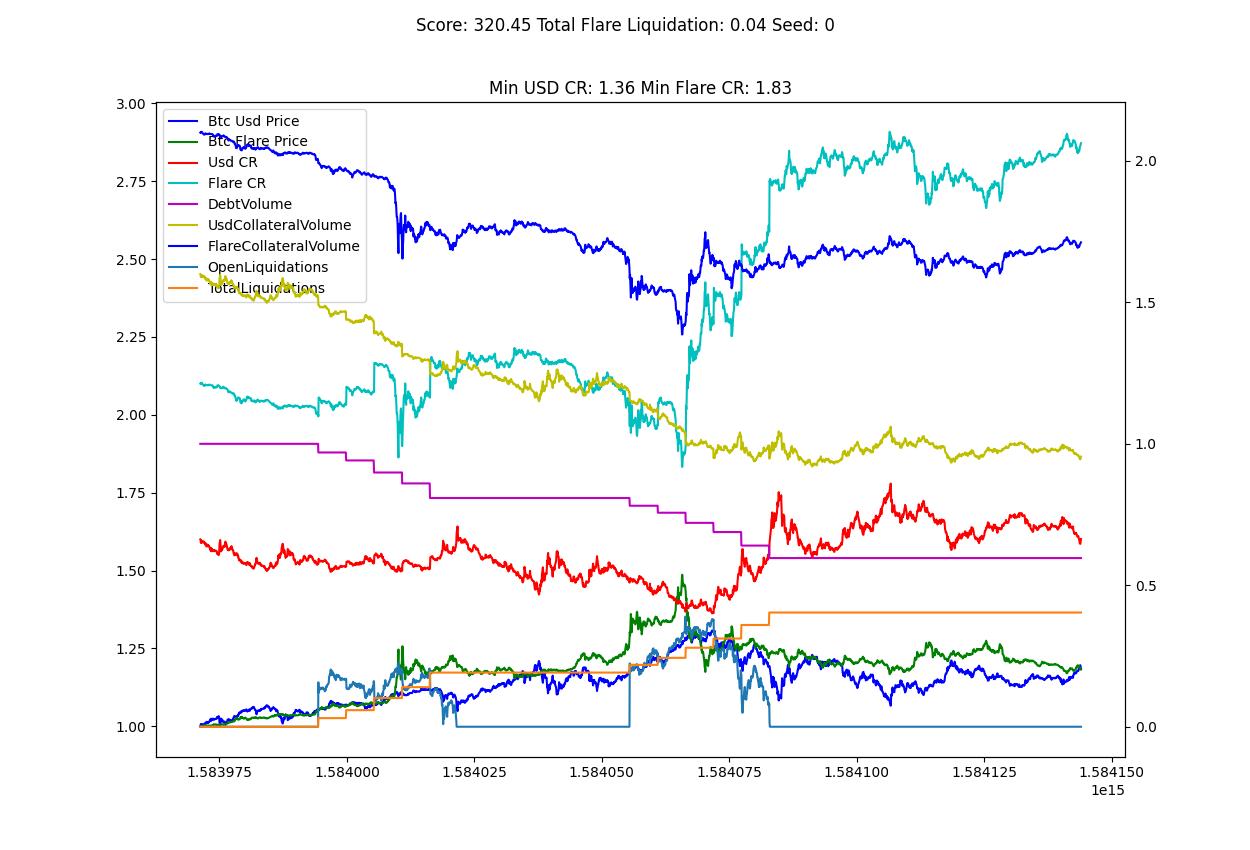 Score: 320.45 Total Flare Liquidation: 0.04 Seed: 0
Min USD CR: 1.36 Min Flare CR: 1.83
Btc Usd Price
Btc Flare Price
Usd CR
Flare CR
DebtVolume
UsdCollateralVolume
FlareCollateralVolume
OpenLiquidations
TotalLiquidations
3.00
2.75
2.50
2.25
2.00
1.75
1.50
1.25
1.00
2.0
1.5
1.0
0.5
0.0
1.583975 1.584000 1.584025 1.584050 1.584075 1.584100 1.584125 1.584150
1e15